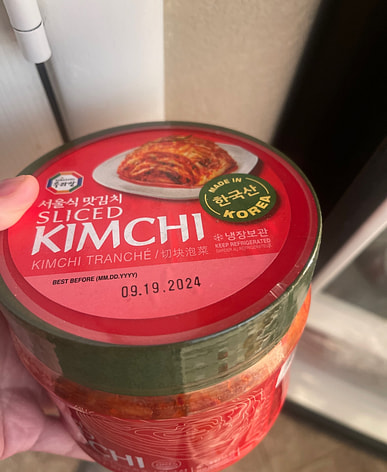 서울식 맛김치
SLICED
KIMCHI
KIMCHI TRANCHÉ / 切块泡菜
MADE IN
한국산
KOREA
냉장보관
KEEP REFRIGERATED
BEST BEFORE (MM.DD.YYYY)
09.19.2024
KIMCHI